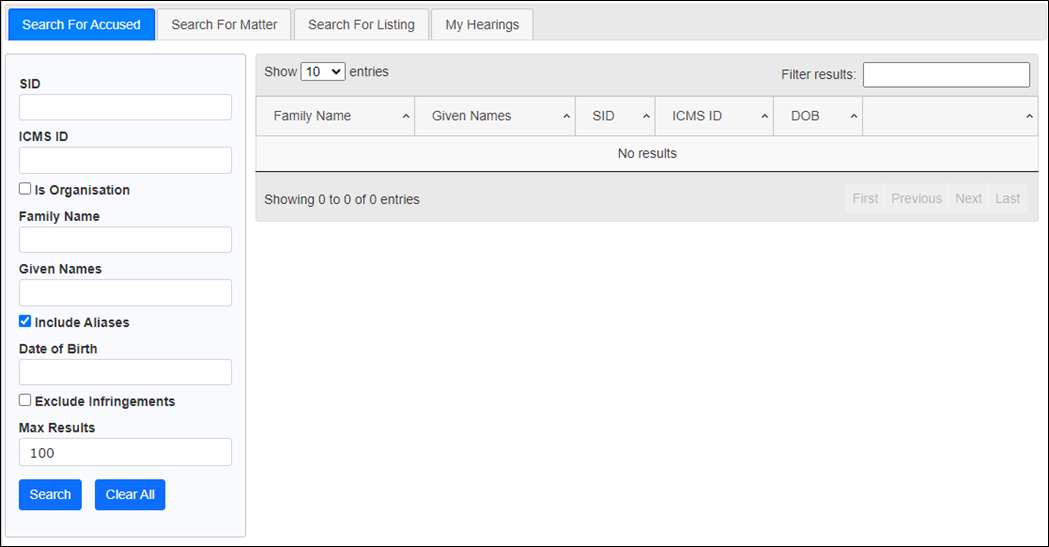 Search For Accused Search For Matter Search For Listing My Hearings
SID
ICMS ID
Is Organisation
Family Name
Given Names
Include Aliases
Date of Birth
Exclude Infringements
Max Results
100
Search Clear All
Show 10 entries Filter results:
Family Name Given Names SID ICMS ID DOB
No results
Showing 0 to 0 of 0 entries First Previous Next Last